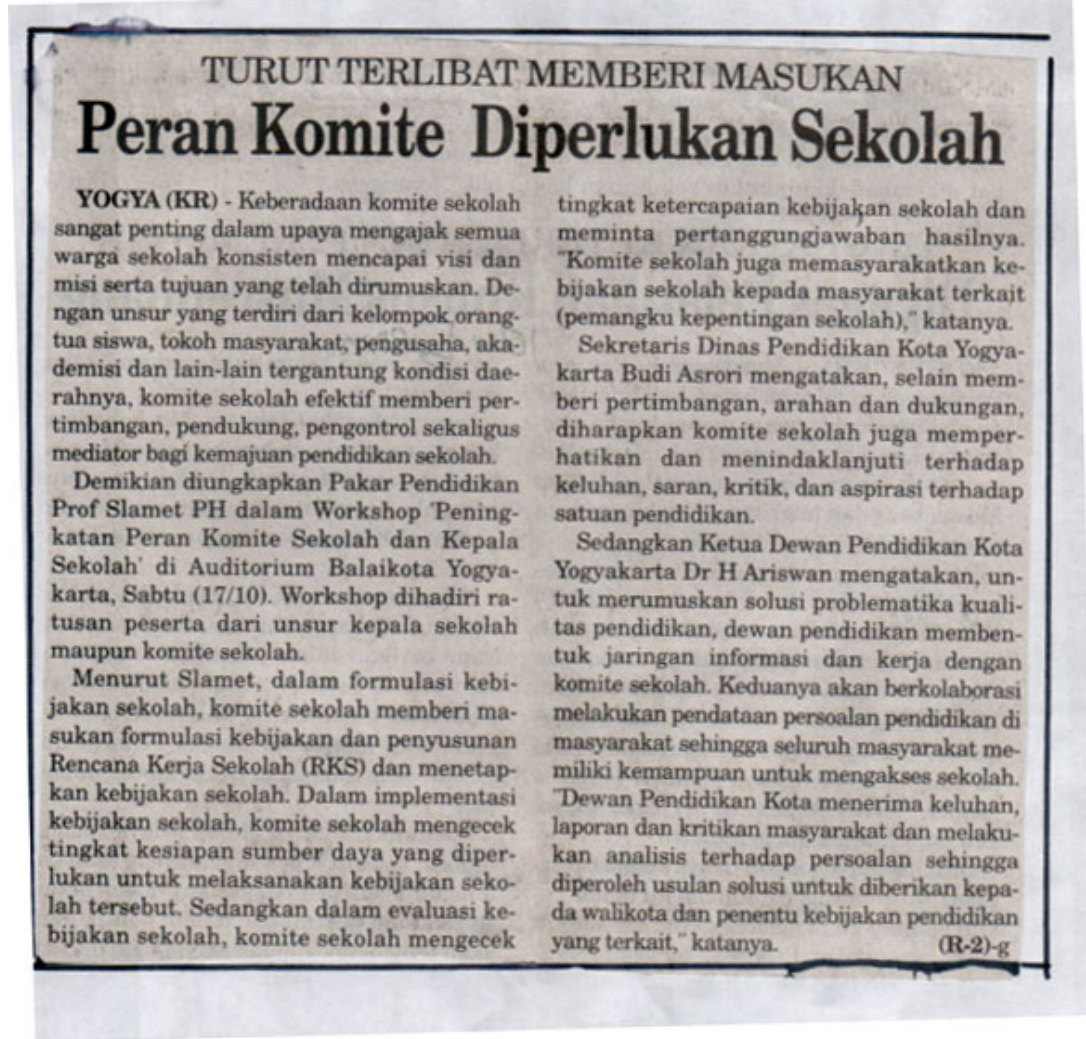 TURUT TERLIBAT MEMBERI MASUKAN
Peran Komite Diperlukan Sekolah
YOGYA (KR) - Keberadaan komite sekolah
sangat penting dalam upaya mengajak semua
warga sekolah konsisten mencapai visi dan
misi serta tujuan yang telah dirumuskan. De-
ngan unsur yang terdiri dari kelompok orang-
tua siswa, tokoh masyarakat, pengusaha, aka-
demisi dan lain-lain tergantung kondisi dae-
rahnya, komite sekolah efektif memberi per-
timbangan, pendukung, pengontrol sekaligus
mediator bagi kemajuan pendidikan sekolah.
Demikian diungkapkan Pakar Pendidikan
Prof Slamet PH dalam Workshop 'Pening-
katan Peran Komite Sekolah dan Kepala
Sekolah' di Auditorium Balaikota Yogya-
karta, Sabtu (17/10). Workshop dihadiri ra-
tusan peserta dari unsur kepala sekolah
maupun komite sekolah.
Menurut Slamet, dalam formulasi kebi-
jakan sekolah, komite sekolah memberi ma-
sukan formulasi kebijakan dan penyusunan
Rencana Kerja Sekolah (RKS) dan menetap-
kan kebijakan sekolah. Dalam implementasi
kebijakan sekolah, komite sekolah mengecek
tingkat kesiapan sumber daya yang diper-
lukan untuk melaksanakan kebijakan seko-
lah tersebut. Sedangkan dalam evaluasi ke-
bijakan sekolah, komite sekolah mengecek
tingkat ketercapaian kebijakan sekolah dan
meminta pertanggungjawaban hasilnya.
"Komite sekolah juga memasyarakatkan ke-
bijakan sekolah kepada masyarakat terkait
(pemangku kepentingan sekolah)," katanya.
Sekretaris Dinas Pendidikan Kota Yogya-
karta Budi Asrori mengatakan, selain mem-
beri pertimbangan, arahan dan dukungan,
diharapkan komite sekolah juga memper-
hatikan dan menindaklanjuti terhadap
keluhan, saran, kritik, dan aspirasi terhadap
satuan pendidikan.
Sedangkan Ketua Dewan Pendidikan Kota
Yogyakarta Dr H Ariswan mengatakan, un-
tuk merumuskan solusi problematika kuali-
tas pendidikan, dewan pendidikan memben-
tuk jaringan informasi dan kerja dengan
komite sekolah. Keduanya akan berkolaborasi
melakukan pendataan persoalan pendidikan di
masyarakat sehingga seluruh masyarakat me-
miliki kemampuan untuk mengakses sekolah.
"Dewan Pendidikan Kota menerima keluhan,
laporan dan kritikan masyarakat dan melaku-
kan analisis terhadap persoalan sehingga
diperoleh usulan solusi untuk diberikan kepa-
da walikota dan penentu kebijakan pendidikan
yang terkait," katanya. (R-2)-g